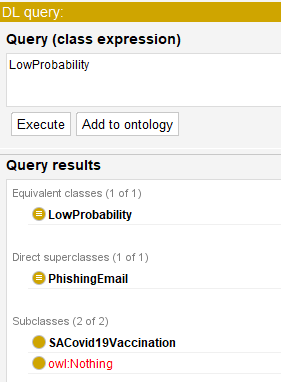 DL query:
Query (class expression)
LowProbability
Execute Add to ontology
Query results
Equivalent classes (1 of 1)
LowProbability
Direct superclasses (1 of 1)
PhishingEmail
Subclasses (2 of 2)
SACovid19Vaccination
owl:Nothing